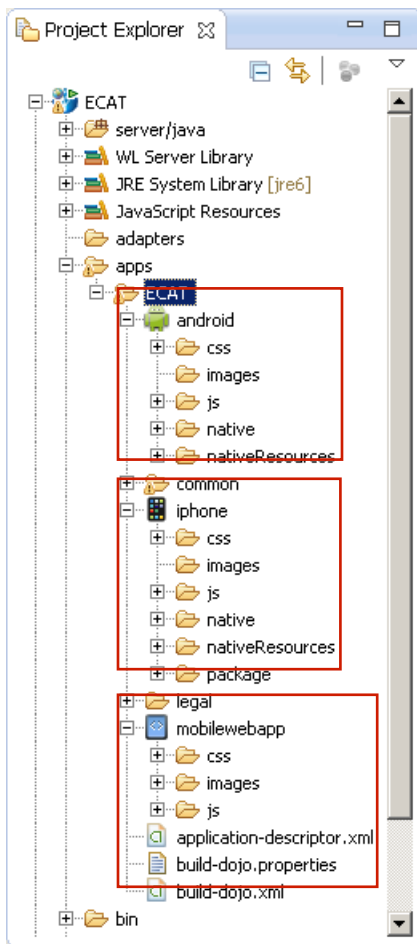 Project Explorer
ECAT
server/java
WL Server Library
JRE System Library [jre6]
JavaScript Resources
adapters
apps
ECAT
android
css
images
js
native
nativeResources
common
iphone
css
images
js
native
nativeResources
package
legal
mobilewebapp
css
images
js
application-descriptor.xml
build-dojo.properties
build-dojo.xml
bin